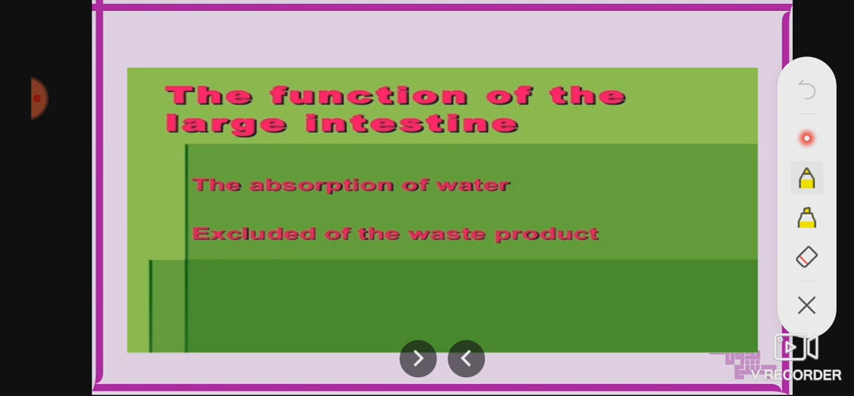 The function of the
large intestine
The absorption of water
Excluded of the waste product
V RECORDER